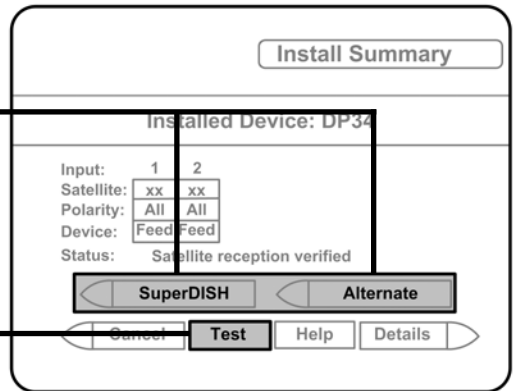 Install Summary
Installed Device: DP34
Input: 1 2
Satellite: xx xx
Polarity: All All
Device: Feed Feed
Status: Satellite reception verified
SuperDISH Alternate
Cancel Test Help Details